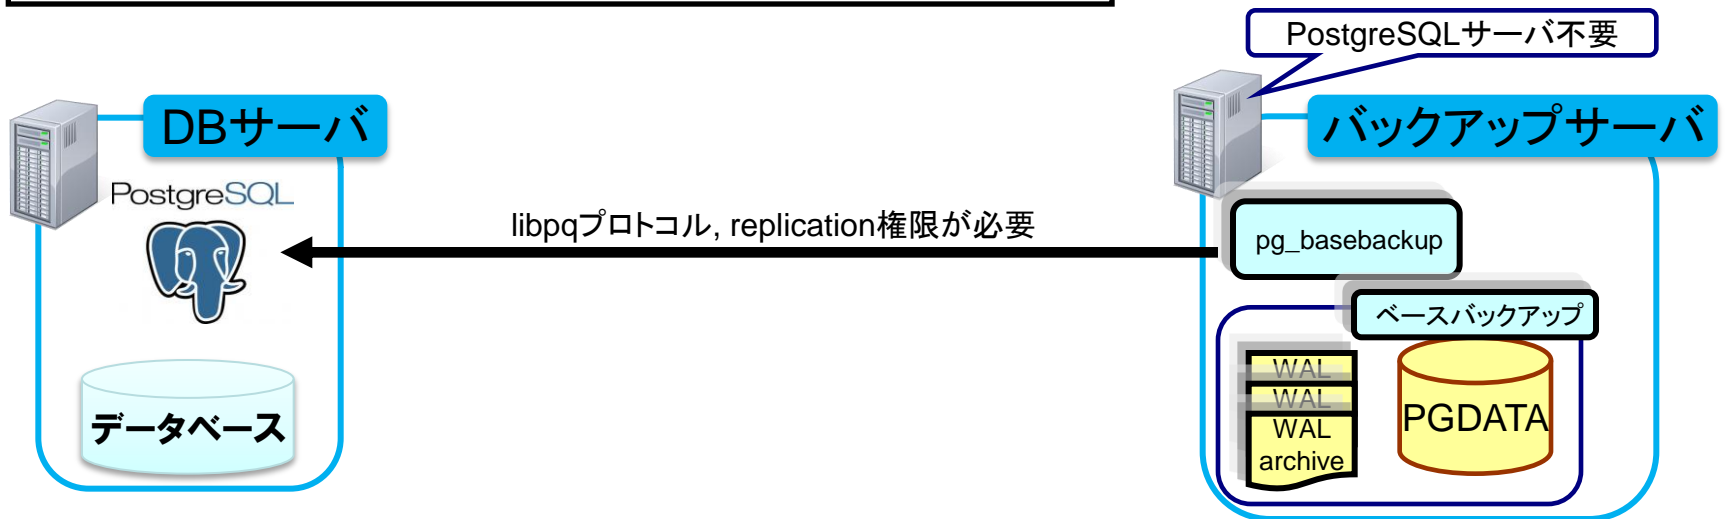 PostgreSQLサーバ不要
DBサーバ
バックアップサーバ
PostgreSQL
libpqプロトコル, replication権限が必要
pg_basebackup
ベースバックアップ
データベース
WAL
WAL
WAL
archive
PGDATA